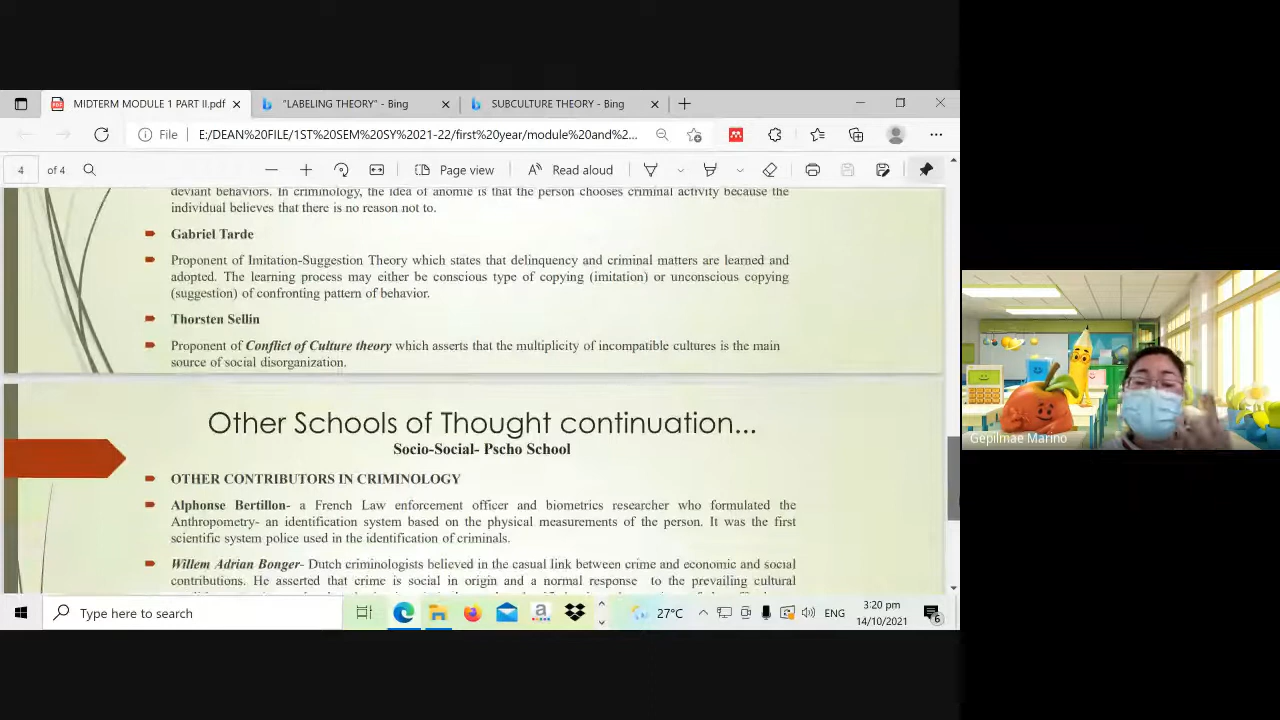 MIDTERM MODULE 1 PART II.pdf
"LABELING THEORY" - Bing
SUBCULTURE THEORY - Bing
File
E:/DEAN%20FILE/1ST%20SEM%20SY%202021-22/first%20year/module%20and%2...
4 of 4
Page view
Read aloud
deviant behaviors. In criminology, the idea of anomie is that the person chooses criminal activity because the
individual believes that there is no reason not to.
Gabriel Tarde
Proponent of Imitation-Suggestion Theory which states that delinquency and criminal matters are learned and
adopted. The learning process may either be conscious type of copying (imitation) or unconscious copying
(suggestion) of confronting pattern of behavior.
Thorsten Sellin
Proponent of Conflict of Culture theory which asserts that the multiplicity of incompatible cultures is the main
source of social disorganization.
Other Schools of Thought continuation...
Socio-Social- Pscho School
OTHER CONTRIBUTORS IN CRIMINOLOGY
Alphonse Bertillon- a French Law enforcement officer and biometrics researcher who formulated the
Anthropometry- an identification system based on the physical measurements of the person. It was the first
scientific system police used in the identification of criminals.
Willem Adrian Bonger- Dutch criminologists believed in the casual link between crime and economic and social
contributions. He asserted that crime is social in origin and a normal response to the prevailing cultural
Gepilmae Marino
Type here to search
27°C
ENG
3:20 pm
14/10/2021
6